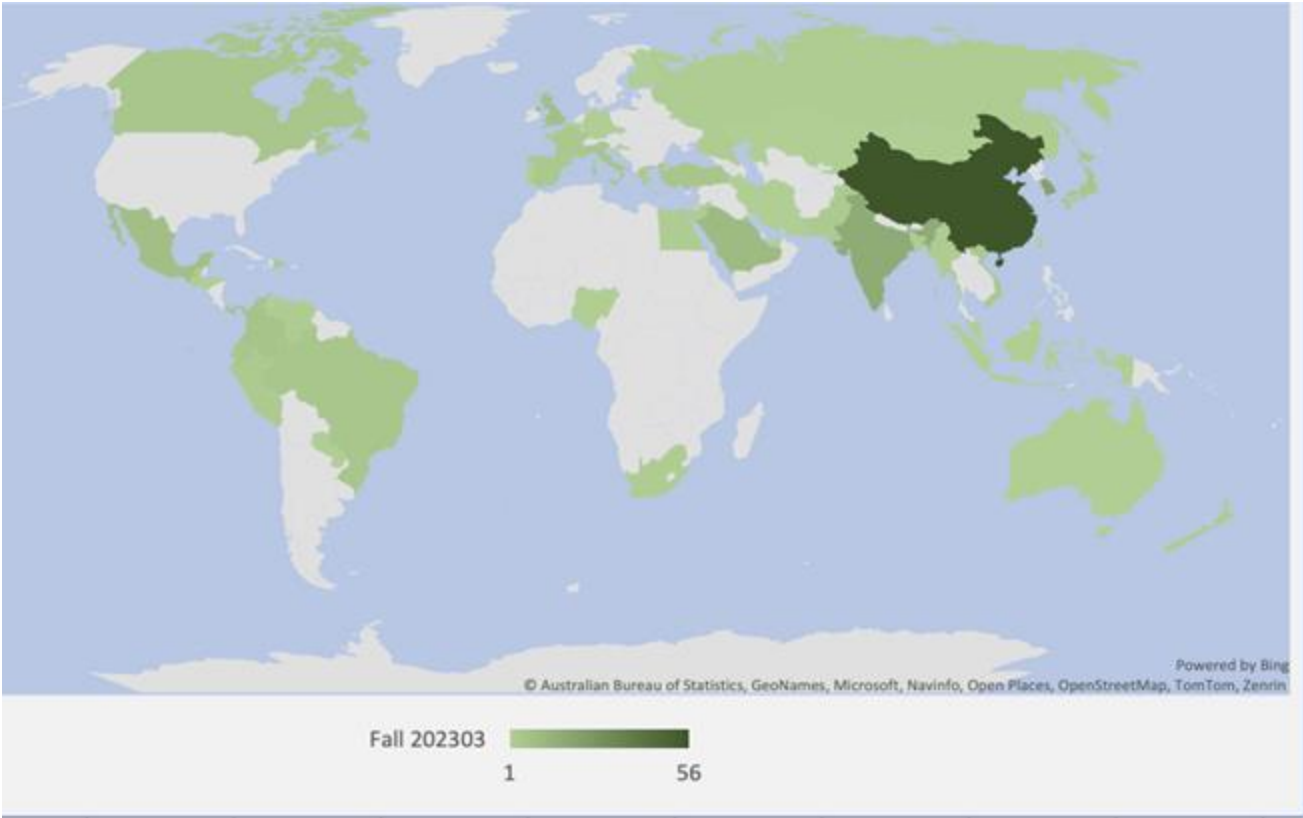 Powered by Bing
© Australian Bureau of Statistics, GeoNames, Microsoft, Navinfo, Open Places, OpenStreetMap, TomTom, Zenrin
Fall 202303
1 56